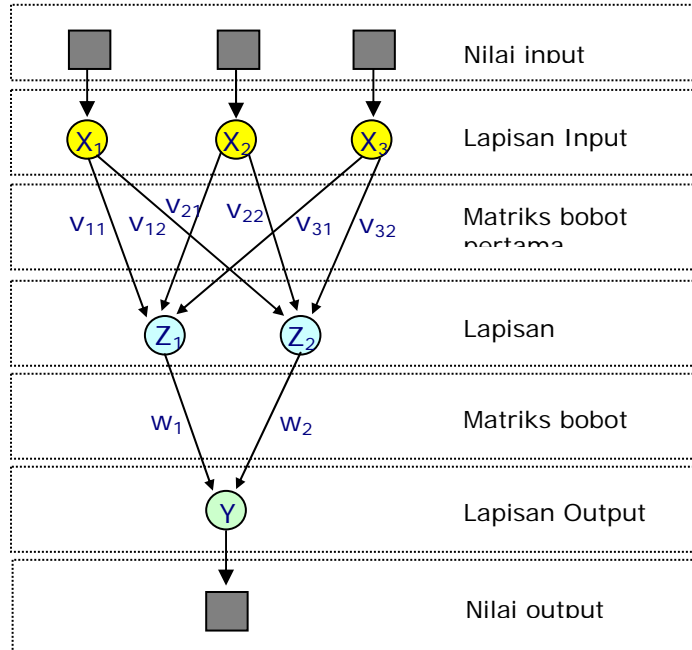 Nilai input
X₁ X₂ X₃ Lapisan Input
v₁₁ v₁₂ v₂₁ v₂₂ v₃₁ v₃₂ Matriks bobot
pertama
Z₁ Z₂ Lapisan
w₁ w₂ Matriks bobot
Y Lapisan Output
Nilai output